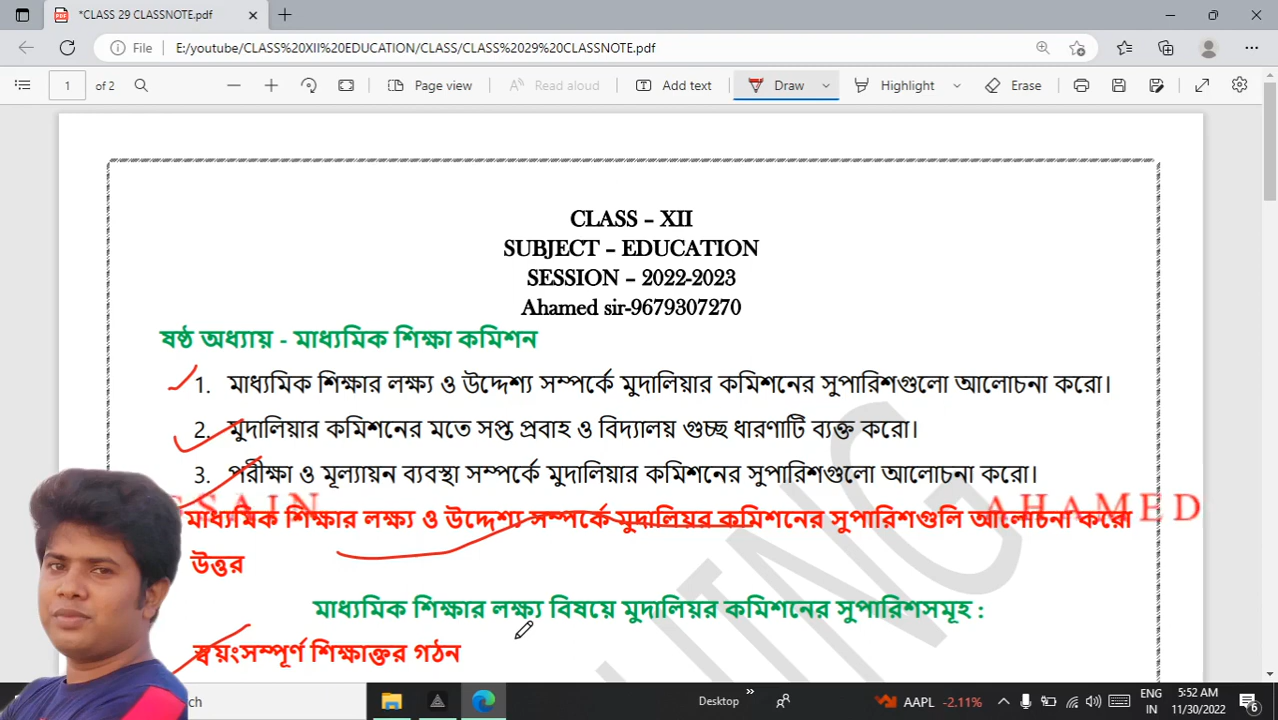 *CLASS 29 CLASSNOTE.pdf
File E:/youtube/CLASS%20XII%20EDUCATION/CLASS/CLASS%2029%20CLASSNOTE.pdf
1 of 2 Page view Read aloud Add text Draw Highlight Erase
CLASS – XII
SUBJECT – EDUCATION
SESSION – 2022-2023
Ahamed sir-9679307270
ষষ্ঠ অধ্যায় - মাধ্যমিক শিক্ষা কমিশন
1. মাধ্যমিক শিক্ষার লক্ষ্য ও উদ্দেশ্য সম্পর্কে মুদালিয়ার কমিশনের সুপারিশগুলো আলোচনা করো।
2. মুদালিয়ার কমিশনের মতে সপ্ত প্রবাহ ও বিদ্যালয় গুচ্ছ ধারণাটি ব্যক্ত করো।
3. পরীক্ষা ও মূল্যায়ন ব্যবস্থা সম্পর্কে মুদালিয়ার কমিশনের সুপারিশগুলো আলোচনা করো।
AHAMED
মাধ্যমিক শিক্ষার লক্ষ্য ও উদ্দেশ্য সম্পর্কে মুদালিয়র কমিশনের সুপারিশগুলি আলোচনা করো
উত্তর
মাধ্যমিক শিক্ষার লক্ষ্য বিষয়ে মুদালিয়র কমিশনের সুপারিশসমূহ :
স্বয়ংসম্পূর্ণ শিক্ষাক্তর গঠন
Desktop AAPL -2.11% ENG 5:52 AM
IN 11/30/2022 6